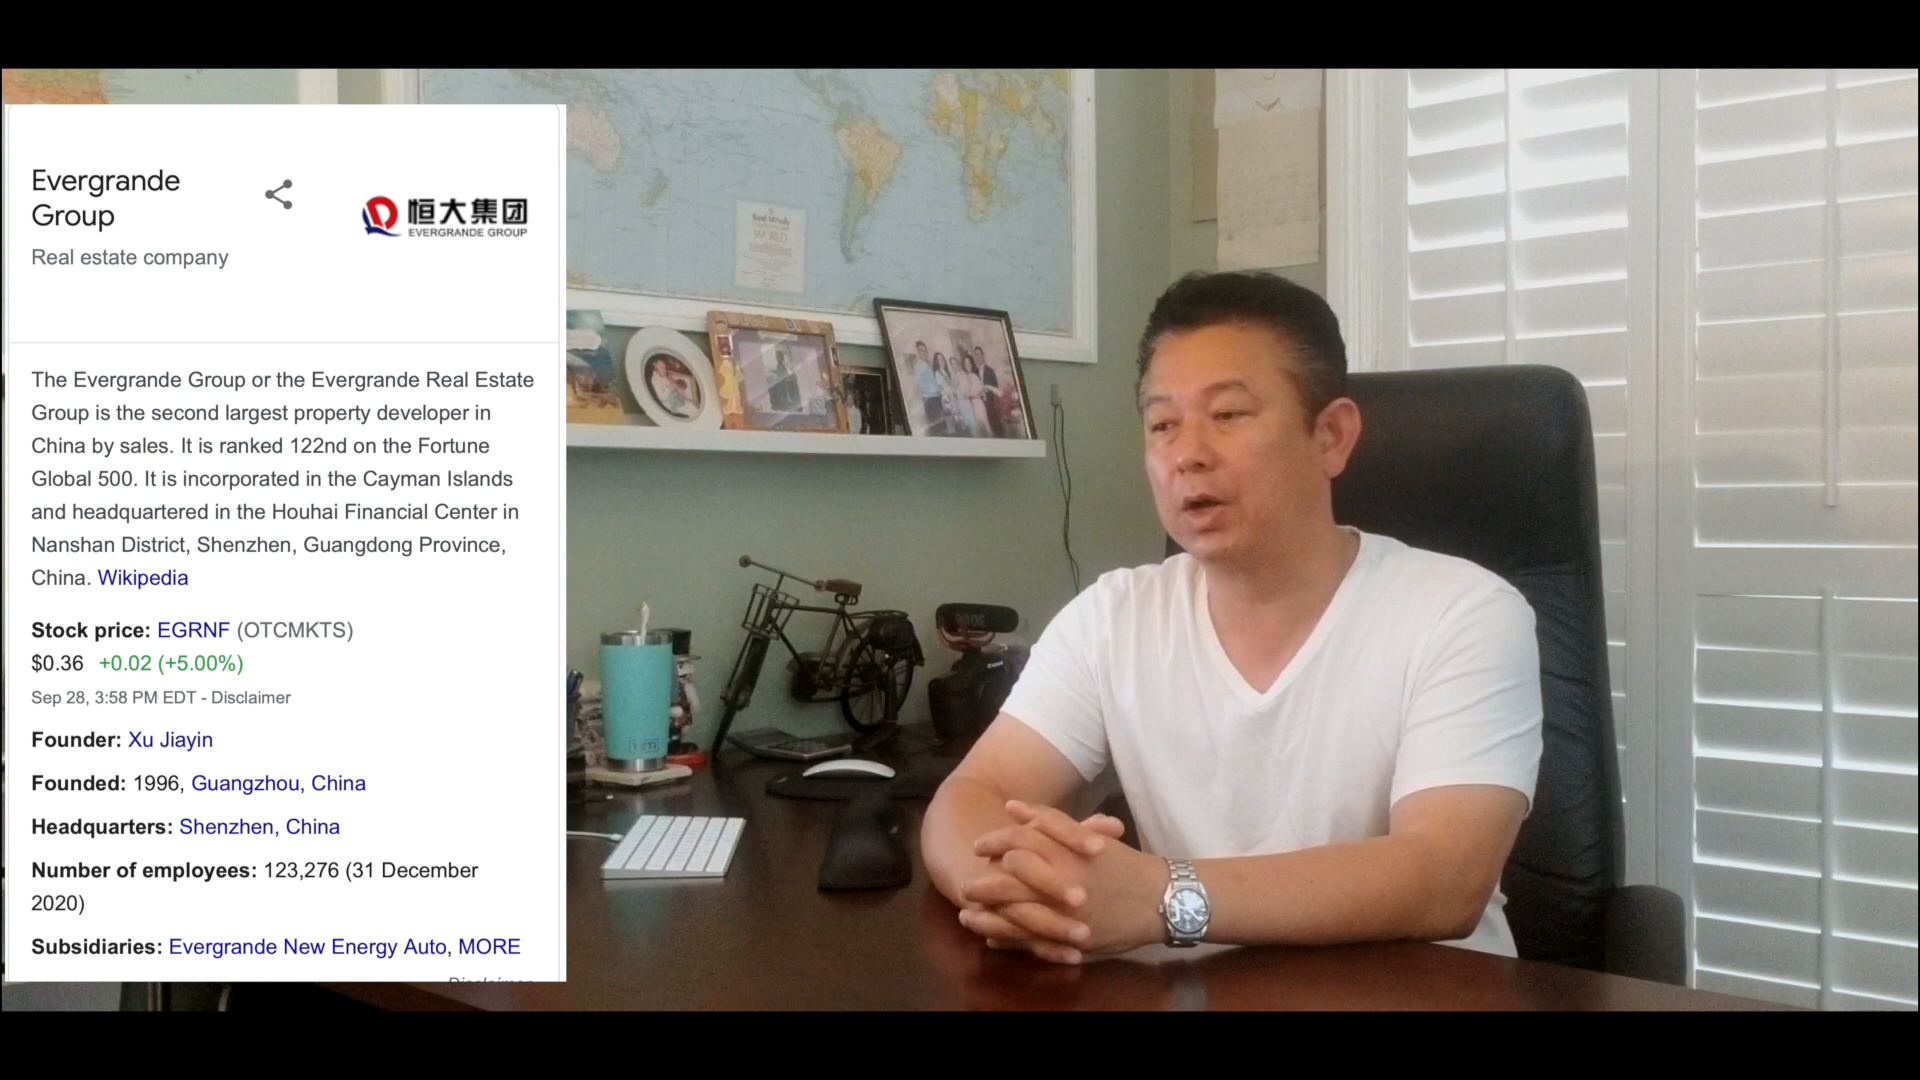 Evergrande
Group
恒大集团
EVERGRANDE GROUP
Real estate company
The Evergrande Group or the Evergrande Real Estate
Group is the second largest property developer in
China by sales. It is ranked 122nd on the Fortune
Global 500. It is incorporated in the Cayman Islands
and headquartered in the Houhai Financial Center in
Nanshan District, Shenzhen, Guangdong Province,
China. Wikipedia
Stock price: EGRNF (OTCMKTS)
$0.36 +0.02 (+5.00%)
Sep 28, 3:58 PM EDT - Disclaimer
Founder: Xu Jiayin
Founded: 1996, Guangzhou, China
Headquarters: Shenzhen, China
Number of employees: 123,276 (31 December
2020)
Subsidiaries: Evergrande New Energy Auto, MORE
Disclaimer
WORLD
RODE
Canon
YETI